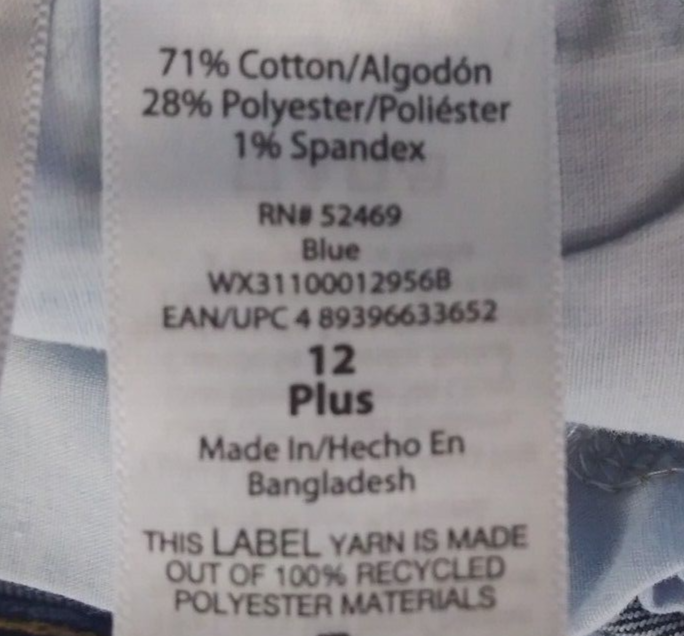 71% Cotton/Algodón
28% Polyester/Poliéster
1% Spandex
RN# 52469
Blue
WX311000129568
EAN/UPC 4 89396633652
12
Plus
Made In/Hecho En
Bangladesh
THIS LABEL YARN IS MADE
OUT OF 100% RECYCLED
POLYESTER MATERIALS